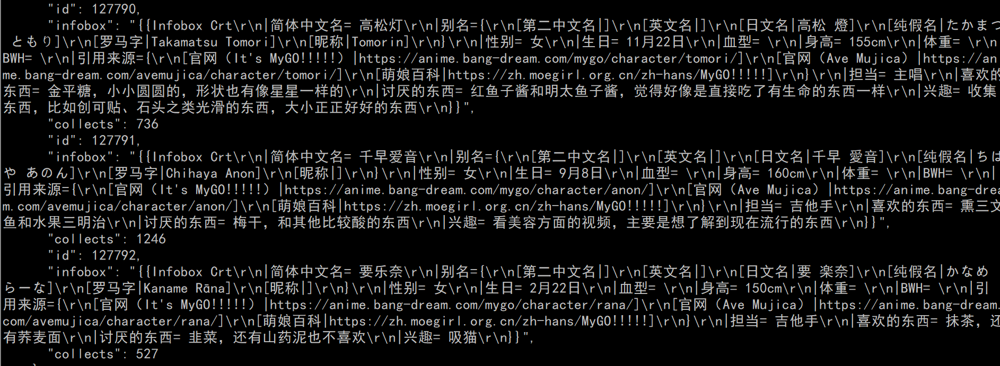 "id": 127790,
"infobox": "{{Infobox Crt\r\n|简体中文名= 高松灯\r\n|别名={\r\n[第二中文名|]\r\n[英文名|]\r\n[日文名|高松 燈]\r\n[纯假名|たかまつ
ともり]\r\n[罗马字|Takamatsu Tomori]\r\n[昵称|Tomorin]\r\n}\r\n|性别= 女\r\n|生日= 11月22日\r\n|血型= \r\n|身高= 155cm\r\n|体重= \r\n
BWH= \r\n|引用来源={\r\n[官网（It's MyGO!!!!!）|https://anime.bang-dream.com/mygo/character/tomori/]\r\n[官网（Ave Mujica）|https://an
me.bang-dream.com/avemujica/character/tomori/]\r\n[萌娘百科|https://zh.moegirl.org.cn/zh-hans/MyGO!!!!!]\r\n}\r\n|担当= 主唱\r\n|喜欢的
东西= 金平糖，小小圆圆的，形状也有像星星一样的\r\n|讨厌的东西= 红鱼子酱和明太鱼子酱，觉得好像是直接吃了有生命的东西一样\r\n|兴趣= 收集
东西，比如创可贴、石头之类光滑的东西，大小正正好好的东西\r\n}}",
"collects": 736
"id": 127791,
"infobox": "{{Infobox Crt\r\n|简体中文名= 千早爱音\r\n|别名={\r\n[第二中文名|]\r\n[英文名|]\r\n[日文名|千早 愛音]\r\n[纯假名|ちは
や あのん]\r\n[罗马字|Chihaya Anon]\r\n[昵称|]\r\n}\r\n|性别= 女\r\n|生日= 9月8日\r\n|血型= \r\n|身高= 160cm\r\n|体重= \r\n|BWH= \r\n|
引用来源={\r\n[官网（It's MyGO!!!!!）|https://anime.bang-dream.com/mygo/character/anon/]\r\n[官网（Ave Mujica）|https://anime.bang-drea
m.com/avemujica/character/anon/]\r\n[萌娘百科|https://zh.moegirl.org.cn/zh-hans/MyGO!!!!!]\r\n}\r\n|担当= 吉他手\r\n|喜欢的东西= 熏三文
鱼和水果三明治\r\n|讨厌的东西= 梅干，和其他比较酸的东西\r\n|兴趣= 看美容方面的视频，主要是想了解到现在流行的东西\r\n}}",
"collects": 1246
"id": 127792,
"infobox": "{{Infobox Crt\r\n|简体中文名= 要乐奈\r\n|别名={\r\n[第二中文名|]\r\n[英文名|]\r\n[日文名|要 楽奈]\r\n[纯假名|かなめ
らーな]\r\n[罗马字|Kaname Rāna]\r\n[昵称|]\r\n}\r\n|性别= 女\r\n|生日= 2月22日\r\n|血型= \r\n|身高= 150cm\r\n|体重= \r\n|BWH= \r\n|引
用来源={\r\n[官网（It's MyGO!!!!!）|https://anime.bang-dream.com/mygo/character/rana/]\r\n[官网（Ave Mujica）|https://anime.bang-dream.
com/avemujica/character/rana/]\r\n[萌娘百科|https://zh.moegirl.org.cn/zh-hans/MyGO!!!!!]\r\n}\r\n|担当= 吉他手\r\n|喜欢的东西= 抹茶，还
有荞麦面\r\n|讨厌的东西= 韭菜，还有山药泥也不喜欢\r\n|兴趣= 吸猫\r\n}}",
"collects": 527